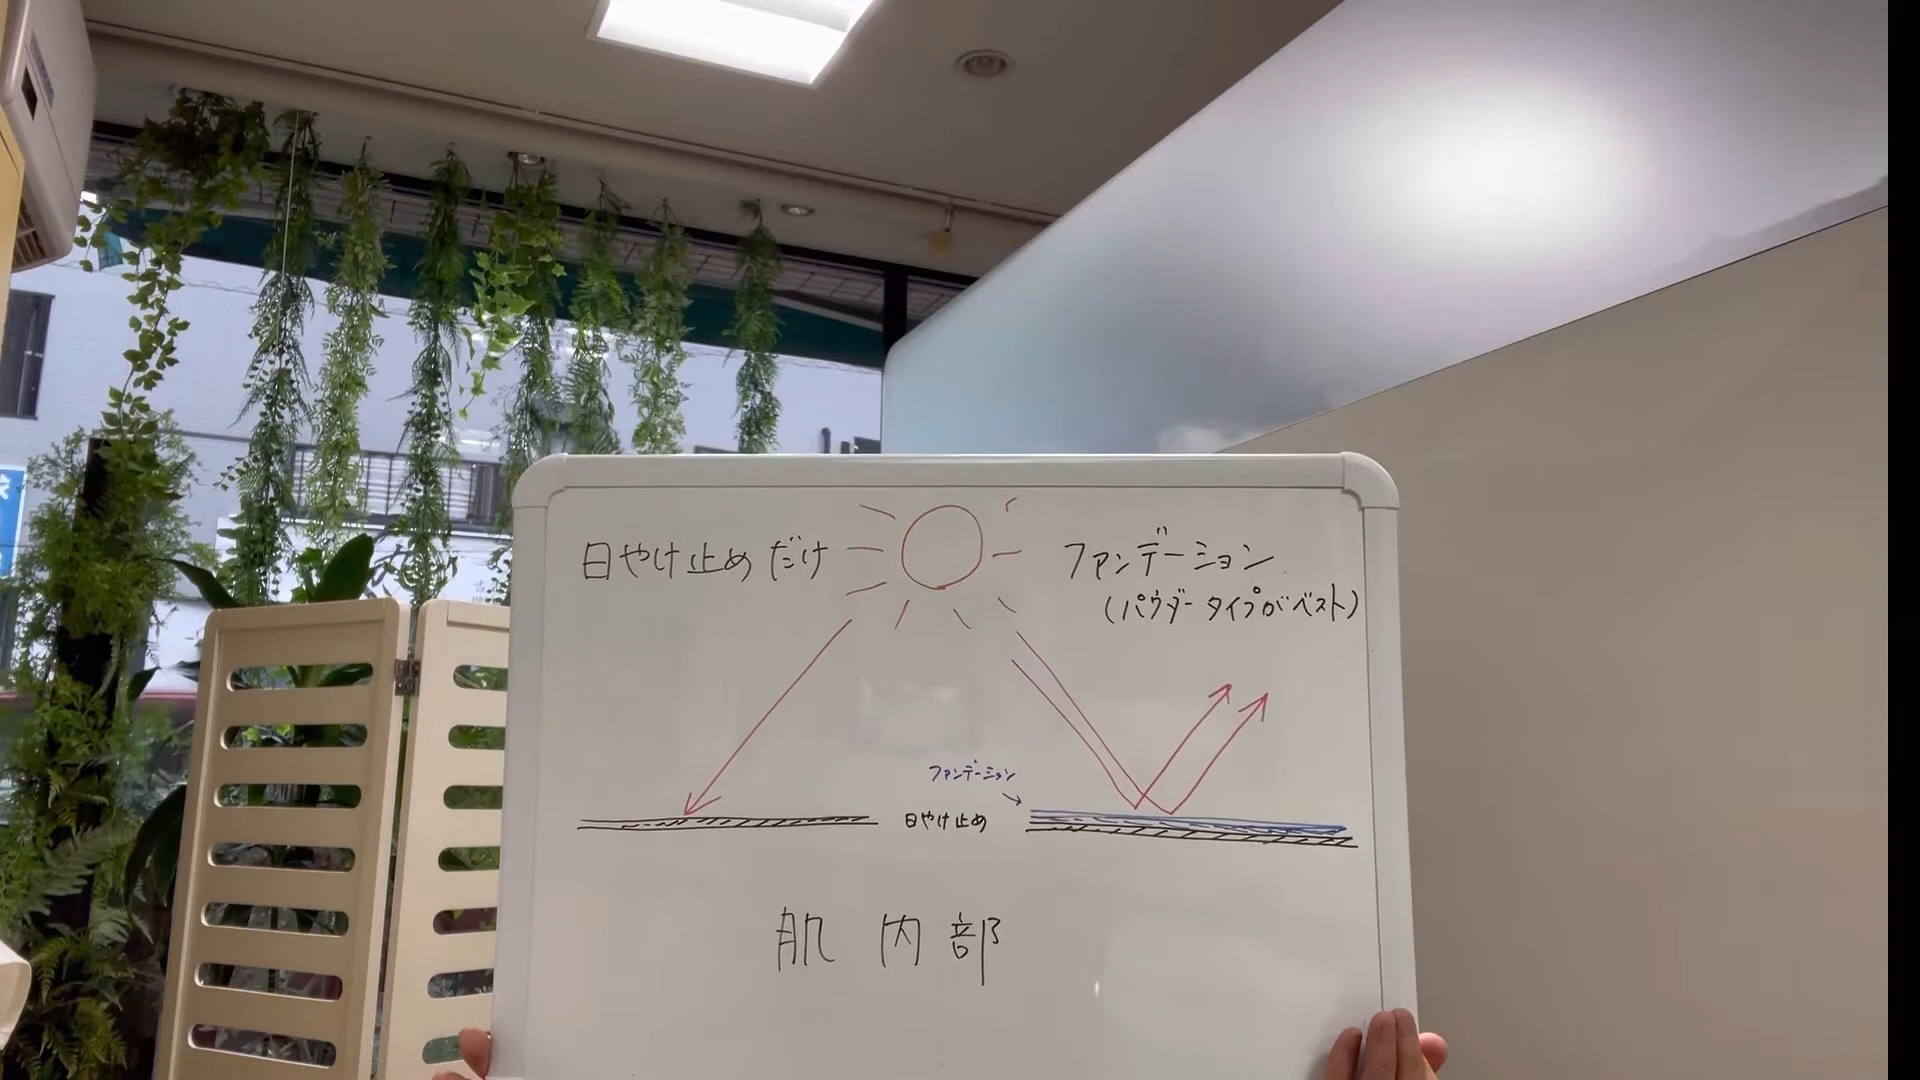 日やけ止めだけ
ファンデーション
(パウダータイプがベスト)
ファンデーション
日やけ止め
肌内部